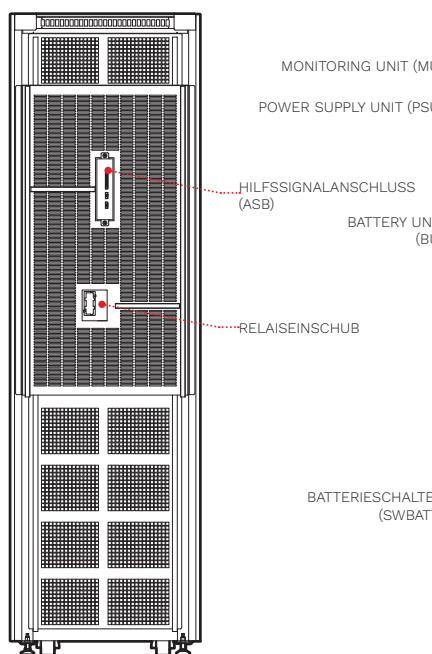 MONITORING UNIT (MU
POWER SUPPLY UNIT (PSU
HILFSSIGNALANSCHLUSS
(ASB)
BATTERY UN
(BU
RELAISEINSCHUB
BATTERIESCHALTE
(SWBAT